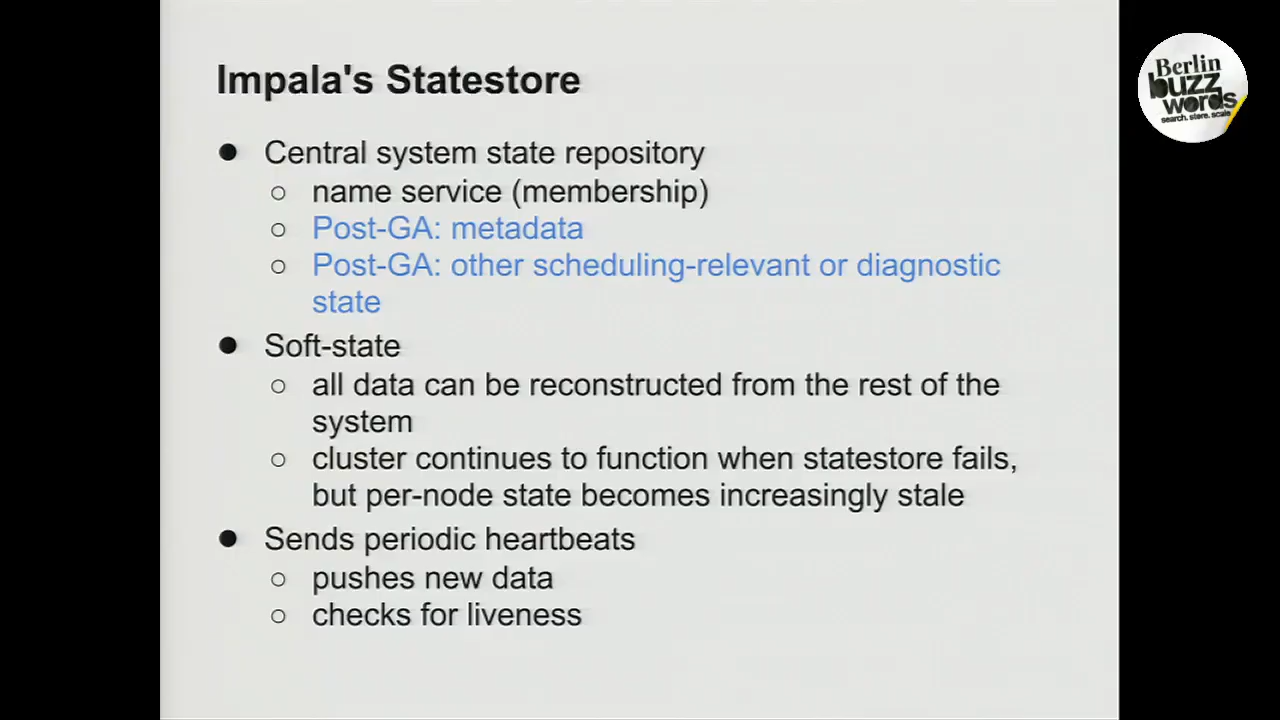 Impala's Statestore
● Central system state repository
○ name service (membership)
○ Post-GA: metadata
○ Post-GA: other scheduling-relevant or diagnostic
state
● Soft-state
○ all data can be reconstructed from the rest of the
system
○ cluster continues to function when statestore fails,
but per-node state becomes increasingly stale
● Sends periodic heartbeats
○ pushes new data
○ checks for liveness
Berlin
buzz
words
search. store. scale